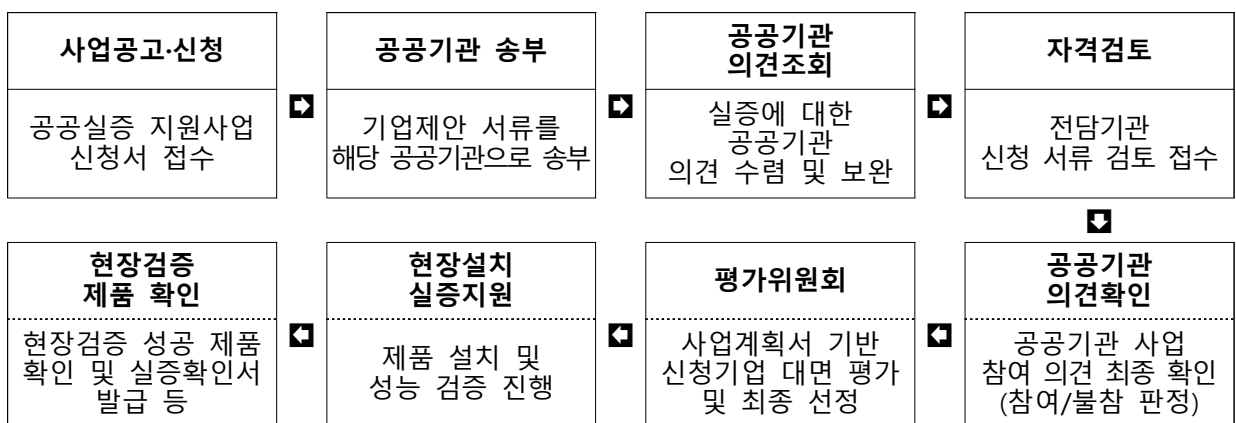 사업공고·신청
공공실증 지원사업
신청서 접수
공공기관 송부
기업제안 서류를
해당 공공기관으로 송부
공공기관
의견조회
실증에 대한
공공기관
의견 수렴 및 보완
자격검토
전담기관
신청 서류 검토 접수
공공기관
의견확인
공공기관 사업
참여 의견 최종 확인
(참여/불참 판정)
평가위원회
사업계획서 기반
신청기업 대면 평가
및 최종 선정
현장설치
실증지원
제품 설치 및
성능 검증 진행
현장검증
제품 확인
현장검증 성공 제품
확인 및 실증확인서
발급 등